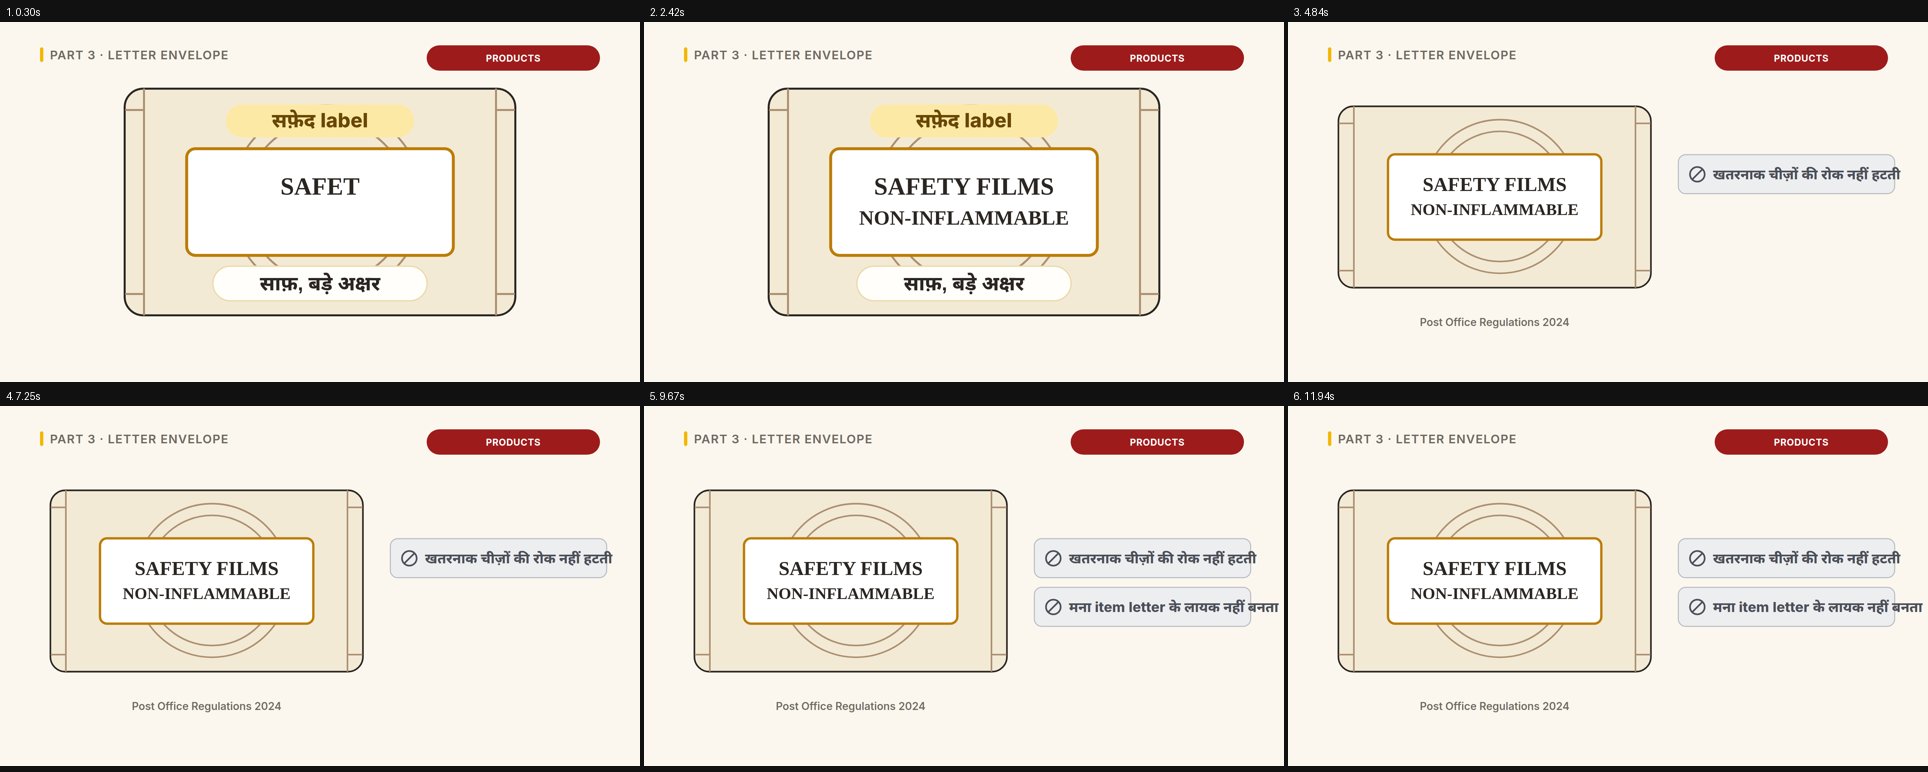 1. 0.30s
PART 3 · LETTER ENVELOPE
PRODUCTS
सफ़ेद label
SAFET
साफ़, बड़े अक्षर
2. 2.42s
PART 3 · LETTER ENVELOPE
PRODUCTS
सफ़ेद label
SAFETY FILMS
NON-INFLAMMABLE
साफ़, बड़े अक्षर
3. 4.84s
PART 3 · LETTER ENVELOPE
PRODUCTS
SAFETY FILMS
NON-INFLAMMABLE
खतरनाक चीज़ों की रोक नहीं हटती
Post Office Regulations 2024
4. 7.25s
PART 3 · LETTER ENVELOPE
PRODUCTS
SAFETY FILMS
NON-INFLAMMABLE
खतरनाक चीज़ों की रोक नहीं हटती
Post Office Regulations 2024
5. 9.67s
PART 3 · LETTER ENVELOPE
PRODUCTS
SAFETY FILMS
NON-INFLAMMABLE
खतरनाक चीज़ों की रोक नहीं हटती
मना item letter के लायक नहीं बनता
Post Office Regulations 2024
6. 11.94s
PART 3 · LETTER ENVELOPE
PRODUCTS
SAFETY FILMS
NON-INFLAMMABLE
खतरनाक चीज़ों की रोक नहीं हटती
मना item letter के लायक नहीं बनता
Post Office Regulations 2024